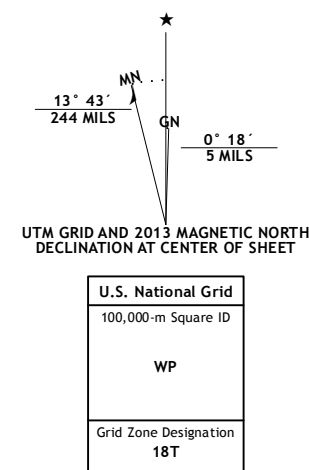 ★
MN
13° 43´
244 MILS
GN
0° 18´
5 MILS
UTM GRID AND 2013 MAGNETIC NORTH
DECLINATION AT CENTER OF SHEET
U.S. National Grid
100,000-m Square ID
WP
Grid Zone Designation
18T